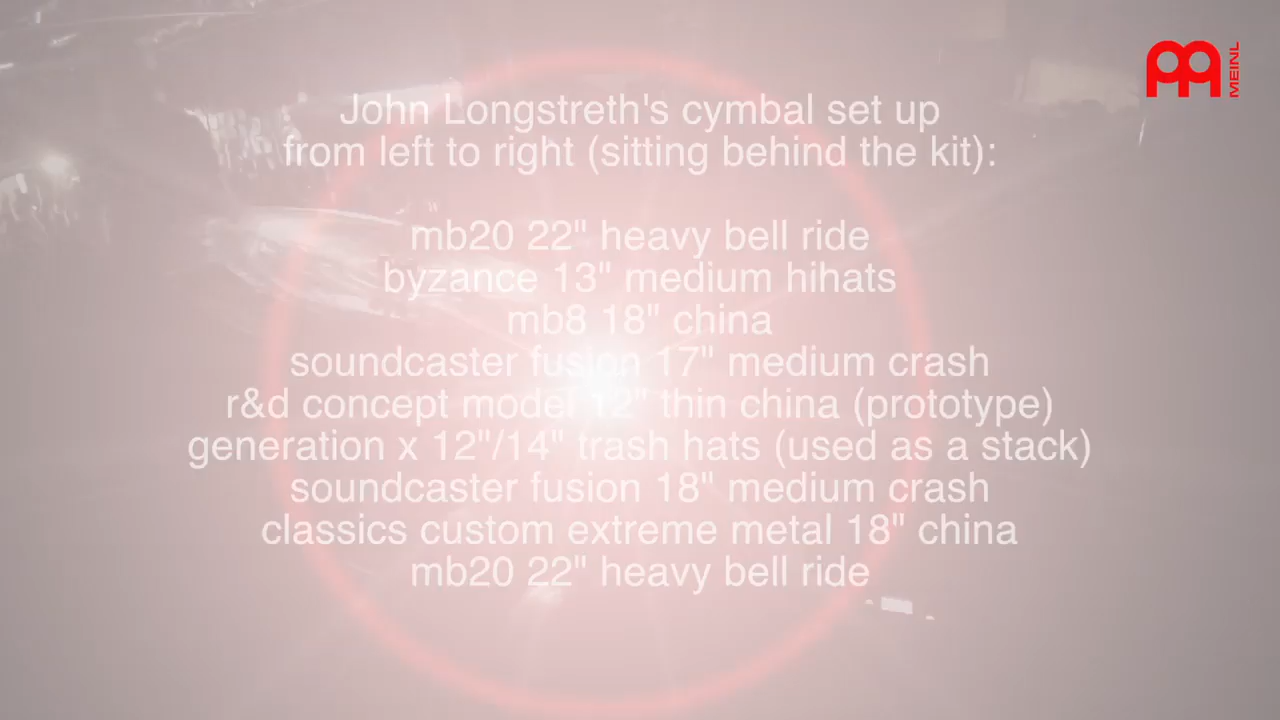 MEINL
John Longstreth's cymbal set up
from left to right (sitting behind the kit):
mb20 22" heavy bell ride
byzance 13" medium hihats
mb8 18" china
soundcaster fusion 17" medium crash
r&d concept model 12" thin china (prototype)
generation x 12"/14" trash hats (used as a stack)
soundcaster fusion 18" medium crash
classics custom extreme metal 18" china
mb20 22" heavy bell ride